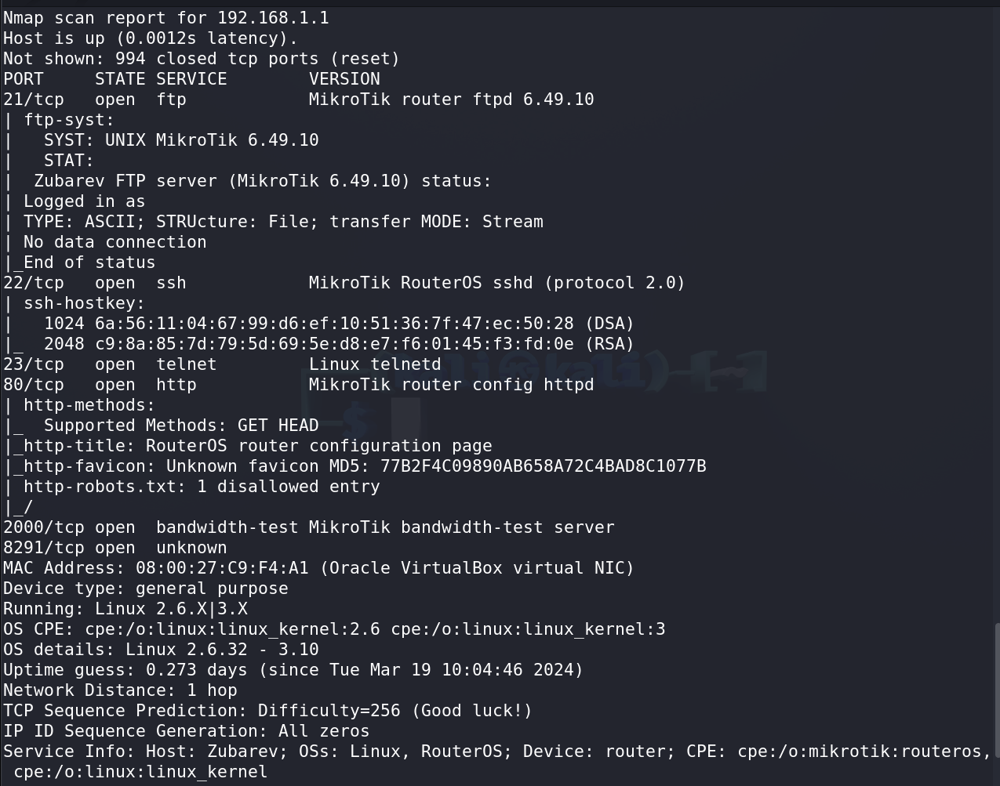 Nmap scan report for 192.168.1.1
Host is up (0.0012s latency).
Not shown: 994 closed tcp ports (reset)
PORT     STATE SERVICE        VERSION
21/tcp   open  ftp            MikroTik router ftpd 6.49.10
| ftp-syst:
|   SYST: UNIX MikroTik 6.49.10
|   STAT:
|  Zubarev FTP server (MikroTik 6.49.10) status:
| Logged in as
| TYPE: ASCII; STRUcture: File; transfer MODE: Stream
| No data connection
|_End of status
22/tcp   open  ssh            MikroTik RouterOS sshd (protocol 2.0)
| ssh-hostkey:
|   1024 6a:56:11:04:67:99:d6:ef:10:51:36:7f:47:ec:50:28 (DSA)
|_  2048 c9:8a:85:7d:79:5d:69:5e:d8:e7:f6:01:45:f3:fd:0e (RSA)
23/tcp   open  telnet         Linux telnetd
80/tcp   open  http           MikroTik router config httpd
| http-methods:
|_  Supported Methods: GET HEAD
|_http-title: RouterOS router configuration page
|_http-favicon: Unknown favicon MD5: 77B2F4C09890AB658A72C4BAD8C1077B
| http-robots.txt: 1 disallowed entry
|_/
2000/tcp open  bandwidth-test MikroTik bandwidth-test server
8291/tcp open  unknown
MAC Address: 08:00:27:C9:F4:A1 (Oracle VirtualBox virtual NIC)
Device type: general purpose
Running: Linux 2.6.X|3.X
OS CPE: cpe:/o:linux:linux_kernel:2.6 cpe:/o:linux:linux_kernel:3
OS details: Linux 2.6.32 - 3.10
Uptime guess: 0.273 days (since Tue Mar 19 10:04:46 2024)
Network Distance: 1 hop
TCP Sequence Prediction: Difficulty=256 (Good luck!)
IP ID Sequence Generation: All zeros
Service Info: Host: Zubarev; OSs: Linux, RouterOS; Device: router; CPE: cpe:/o:mikrotik:routeros,
 cpe:/o:linux:linux_kernel